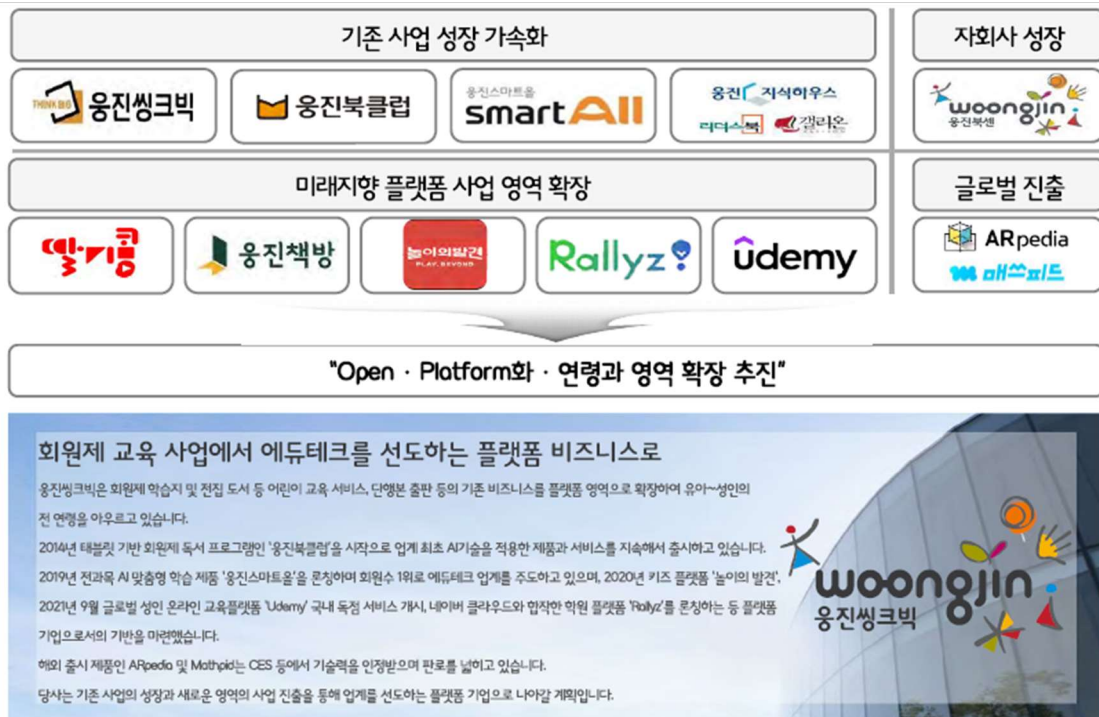 기존 사업 성장 가속화
자회사 성장
THINK BIG 웅진씽크빅
웅진북클럽
웅진스마트올
smartAll
웅진 지식하우스
리더스북 갤리온
woongjin
웅진북센
미래지향 플랫폼 사업 영역 확장
글로벌 진출
딸기콩
웅진책방
놀이의발견
PLAY, BEYOND
Rallyz
udemy
ARpedia
매쓰피드
"Open · Platform화 · 연령과 영역 확장 추진"
회원제 교육 사업에서 에듀테크를 선도하는 플랫폼 비즈니스로
웅진씽크빅은 회원제 학습지 및 전집 도서 등 어린이 교육 서비스, 단행본 출판 등의 기존 비즈니스를 플랫폼 영역으로 확장하여 유아~성인의
전 연령을 아우르고 있습니다.
2014년 태블릿 기반 회원제 독서 프로그램인 '웅진북클럽'을 시작으로 업계 최초 AI기술을 적용한 제품과 서비스를 지속해서 출시하고 있습니다.
2019년 전과목 AI 맞춤형 학습 제품 '웅진스마트올'을 론칭하며 회원수 1위로 에듀테크 업계를 주도하고 있으며, 2020년 키즈 플랫폼 '놀이의 발견',
2021년 9월 글로벌 성인 온라인 교육플랫폼 'Udemy' 국내 독점 서비스 개시, 네이버 클라우드와 합작한 학원 플랫폼 'Rallyz'를 론칭하는 등 플랫폼
기업으로서의 기반을 마련했습니다.
해외 출시 제품인 ARpedia 및 Mathpid는 CES 등에서 기술력을 인정받으며 판로를 넓히고 있습니다.
당사는 기존 사업의 성장과 새로운 영역의 사업 진출을 통해 업계를 선도하는 플랫폼 기업으로 나아갈 계획입니다.
woongjin
웅진씽크빅